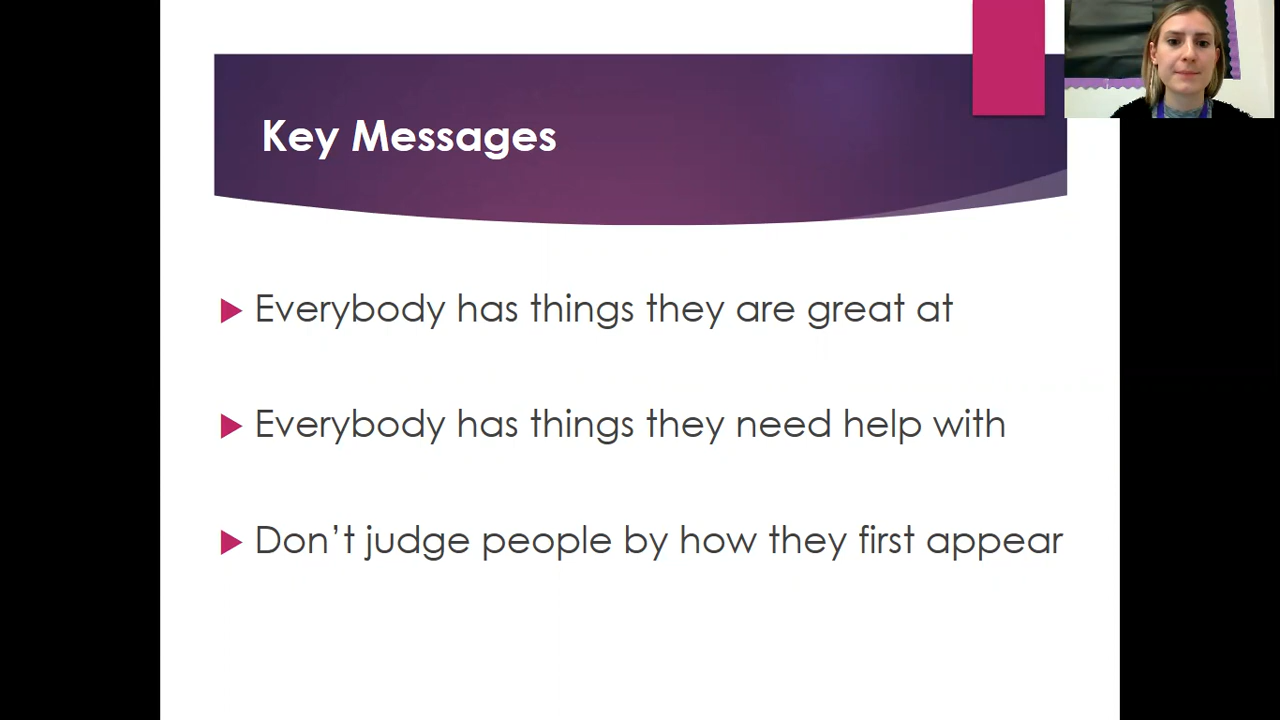 Key Messages
Everybody has things they are great at
Everybody has things they need help with
Don’t judge people by how they first appear